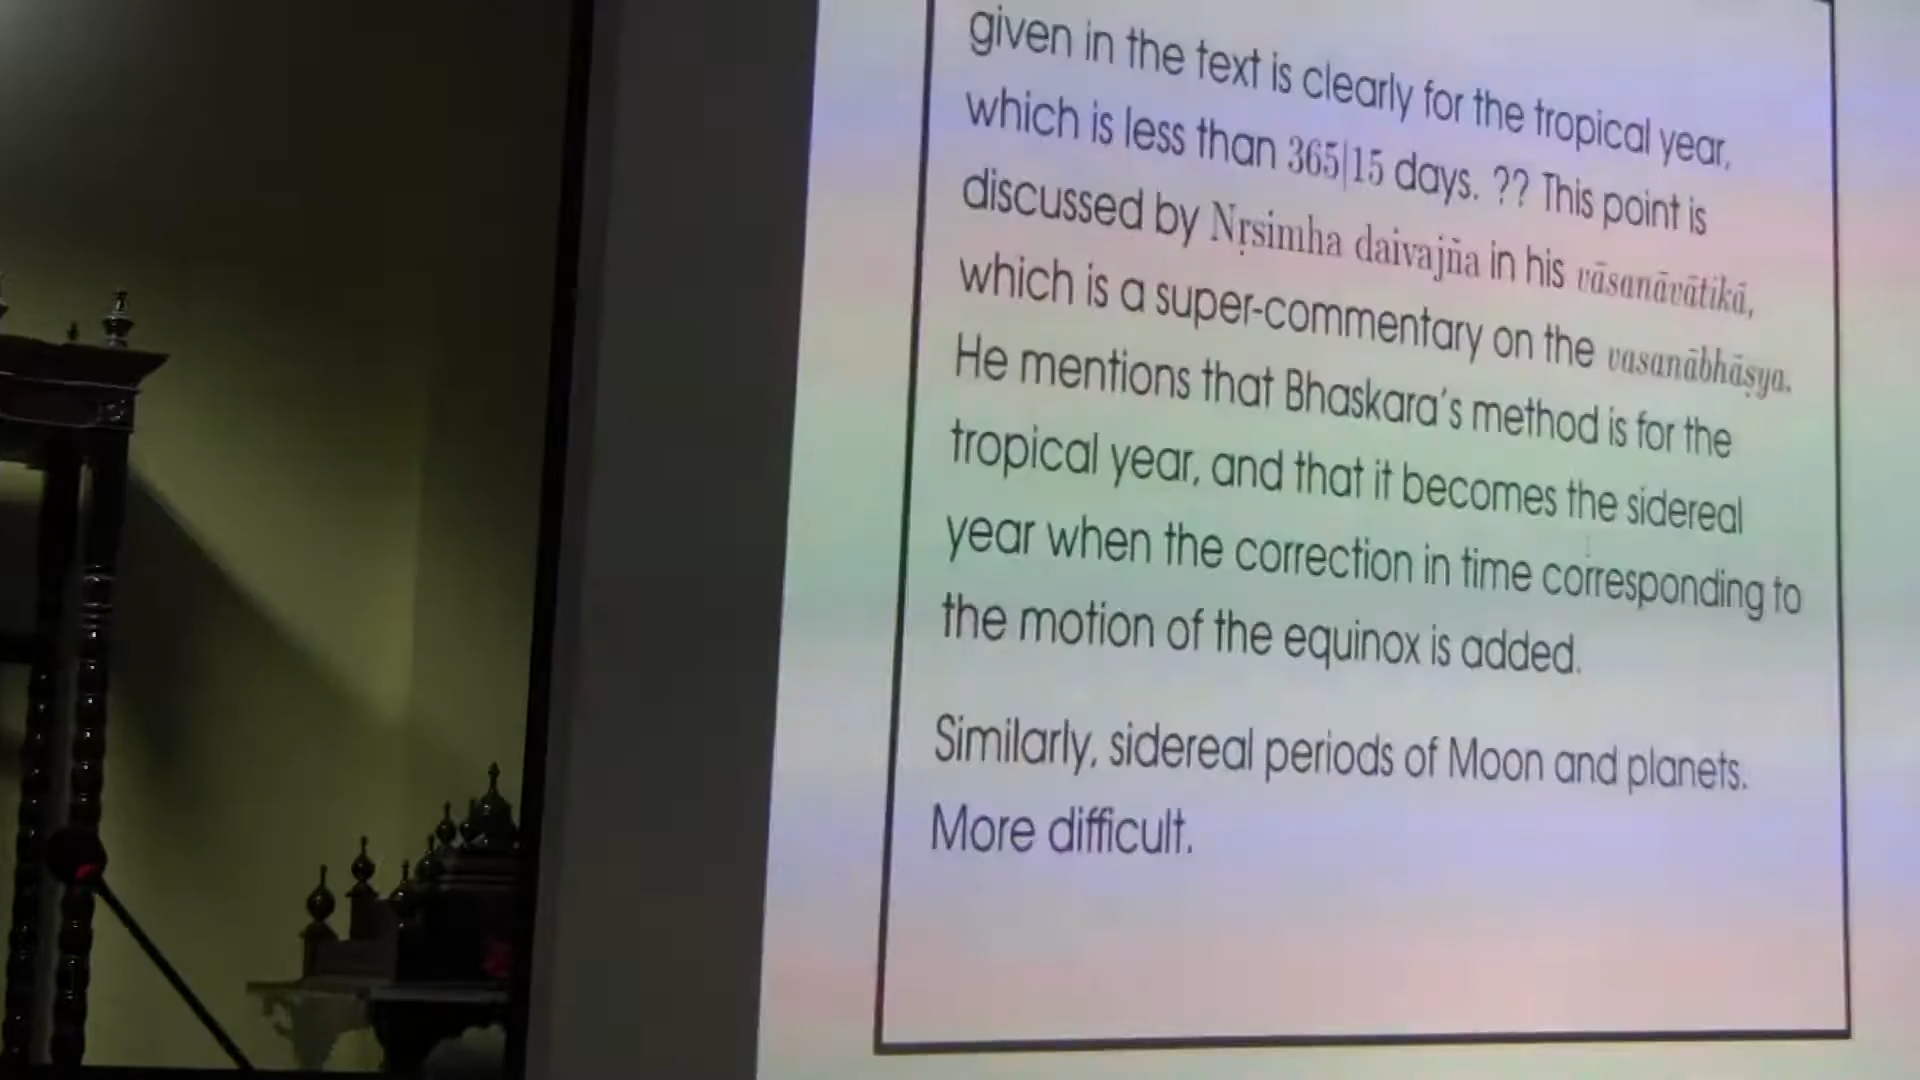 given in the text is clearly for the tropical year,
which is less than 365|15 days. ?? This point is
discussed by Nṛsimha daivajña in his vāsanāvātikā,
which is a super-commentary on the vasanābhāṣya.
He mentions that Bhaskara's method is for the
tropical year, and that it becomes the sidereal
year when the correction in time corresponding to
the motion of the equinox is added.
Similarly, sidereal periods of Moon and planets.
More difficult.